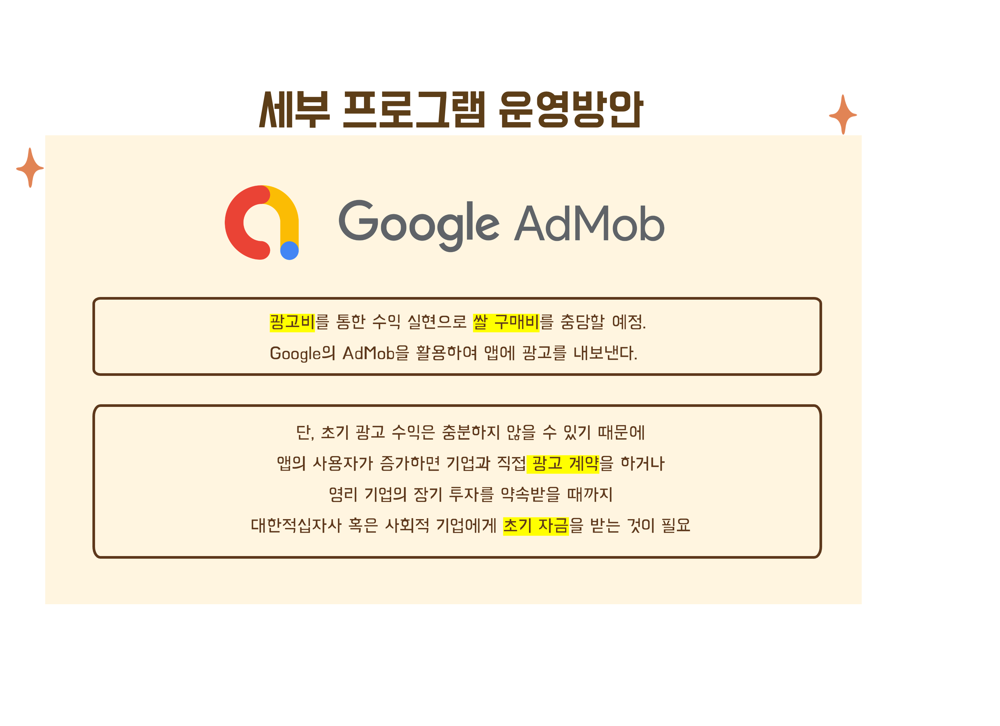 세부 프로그램 운영방안
Google AdMob
광고비를 통한 수익 실현으로 쌀 구매비를 충당할 예정.
Google의 AdMob을 활용하여 앱에 광고를 내보낸다.
단, 초기 광고 수익은 충분하지 않을 수 있기 때문에
앱의 사용자가 증가하면 기업과 직접 광고 계약을 하거나
영리 기업의 장기 투자를 약속받을 때까지
대한적십자사 혹은 사회적 기업에게 초기 자금을 받는 것이 필요